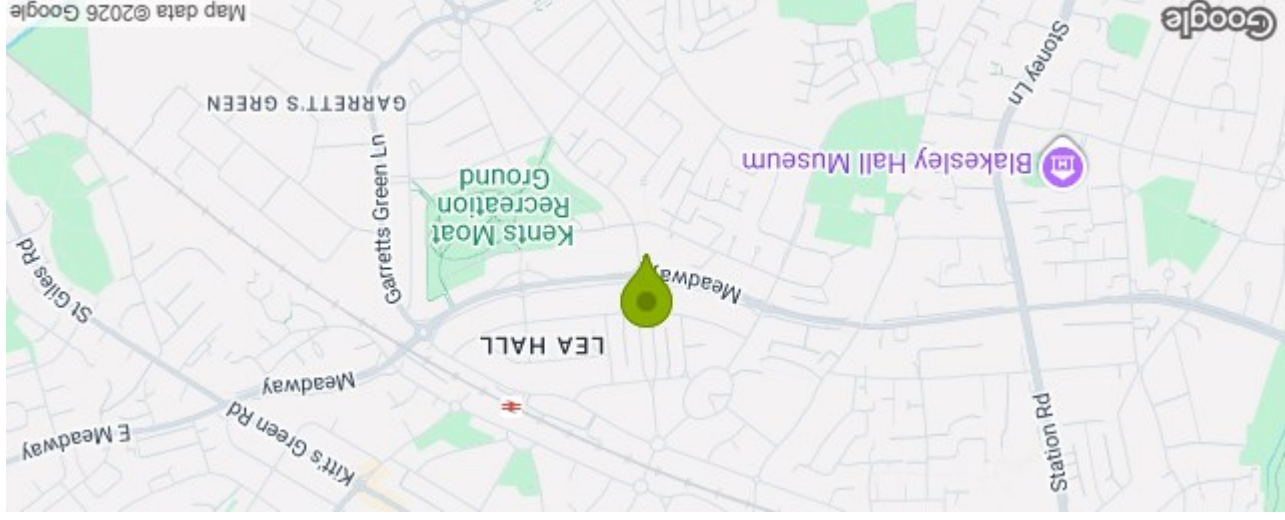 Kitt's Green Rd
E Meadway
Meadway
Station Rd
LEA HALL
St Giles Rd
Meadway
Garretts Green Ln
Kents Moat
Recreation
Ground
Blakesley Hall Museum
GARRETT'S GREEN
Stoney Ln
Google
Map data ©2026 Google